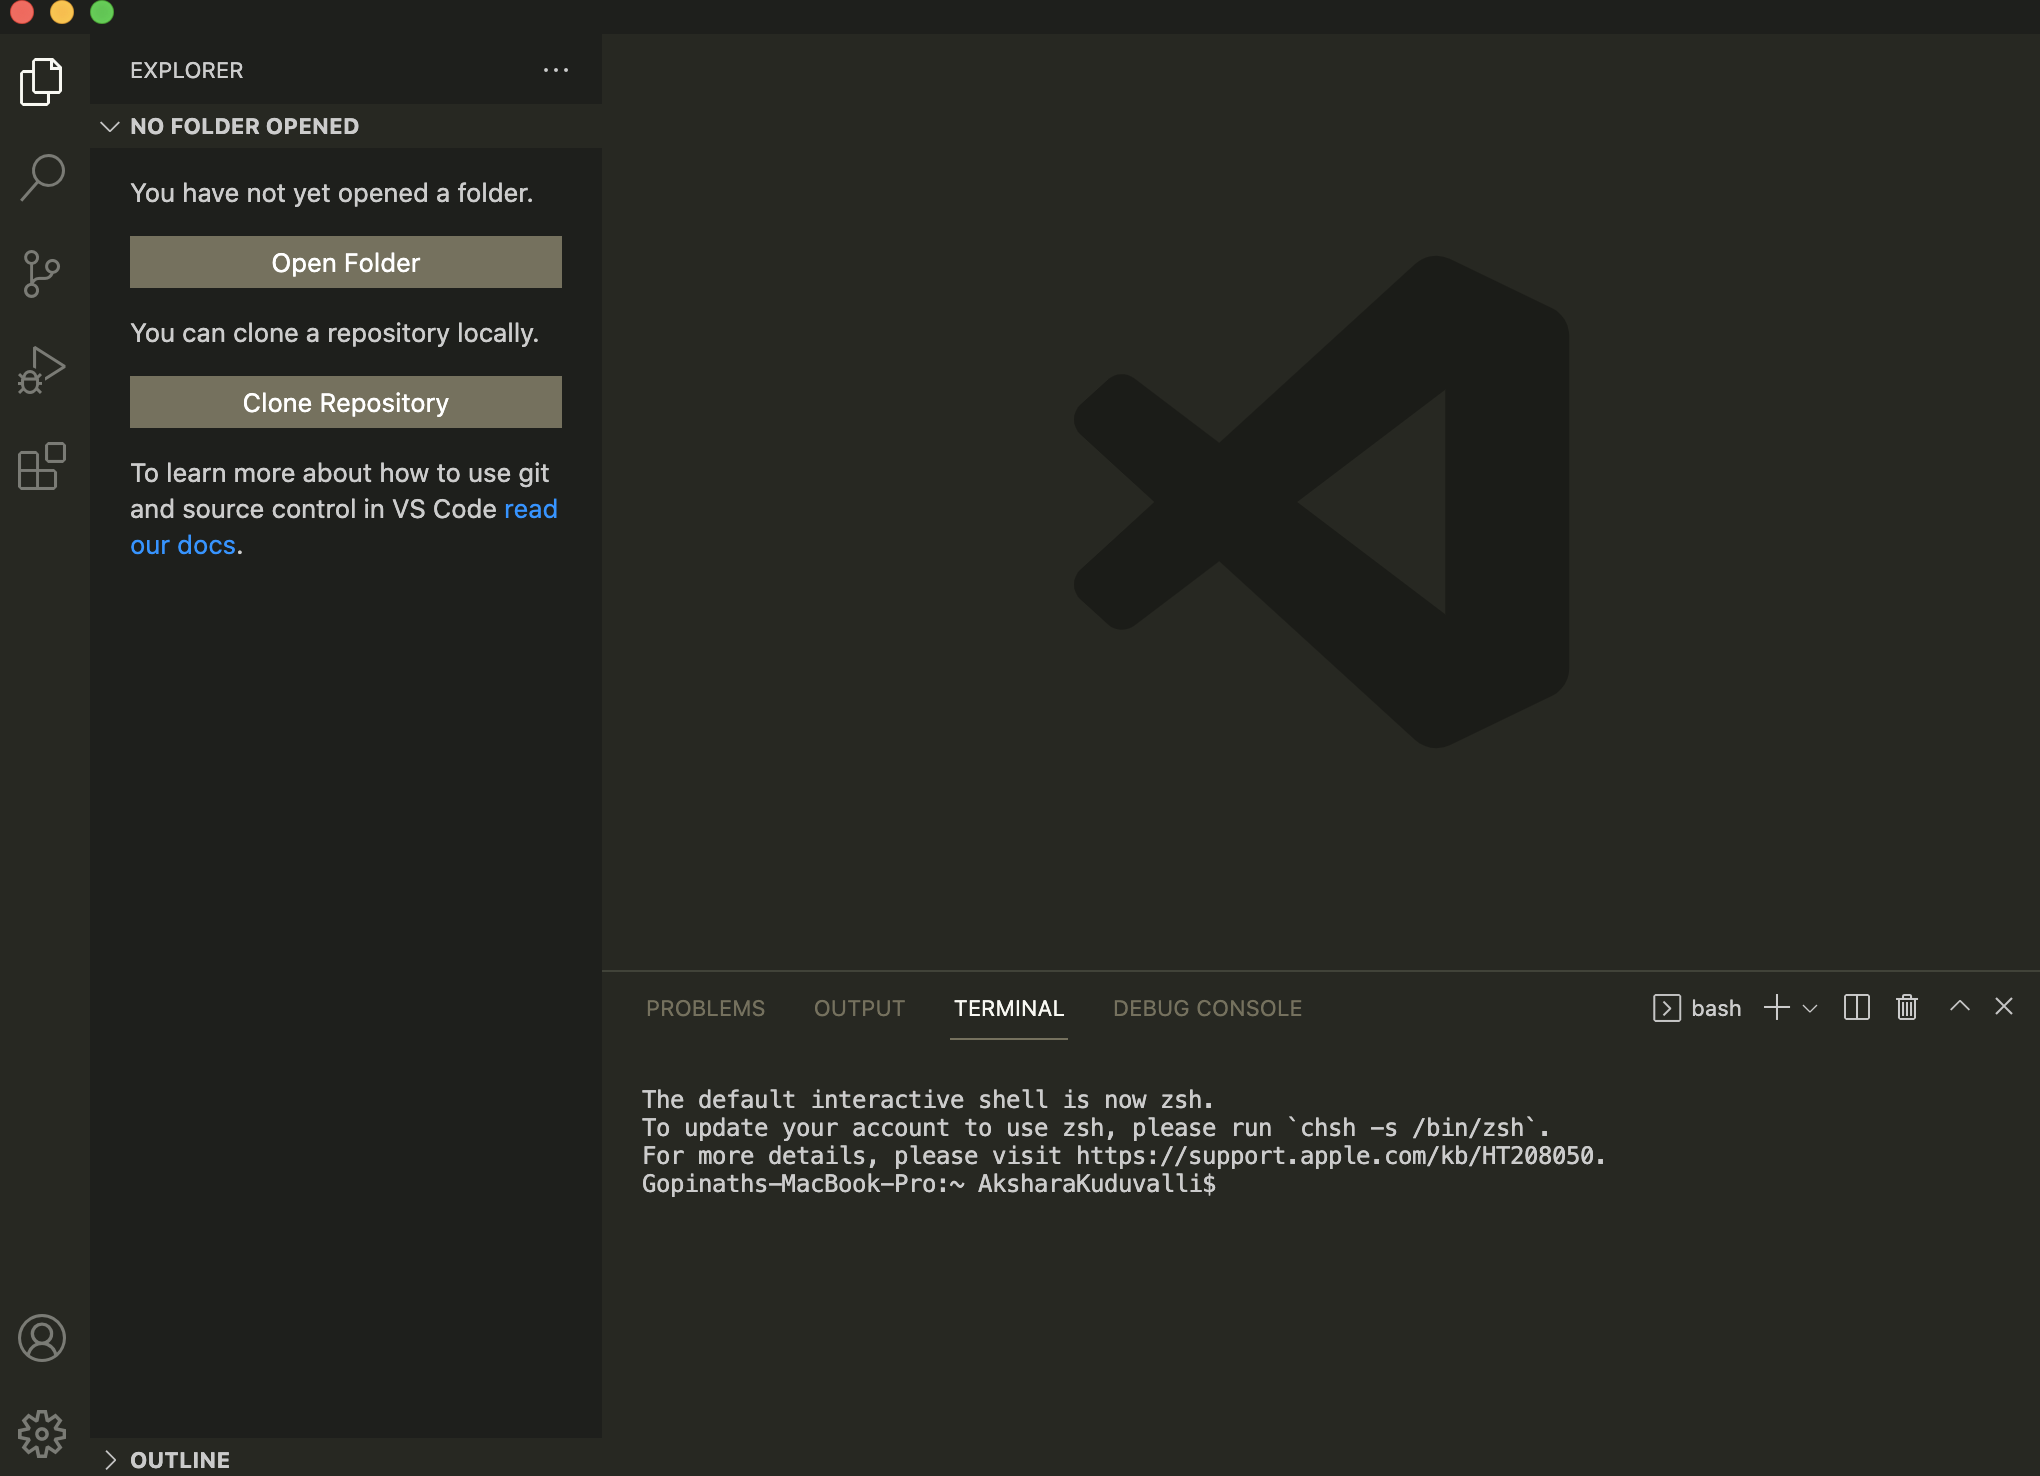 EXPLORER
NO FOLDER OPENED
You have not yet opened a folder.
Open Folder
You can clone a repository locally.
Clone Repository
To learn more about how to use git
and source control in VS Code read
our docs.
OUTLINE
PROBLEMS OUTPUT TERMINAL DEBUG CONSOLE bash
The default interactive shell is now zsh.
To update your account to use zsh, please run `chsh -s /bin/zsh`.
For more details, please visit https://support.apple.com/kb/HT208050.
Gopinaths-MacBook-Pro:~ AksharaKuduvalli$